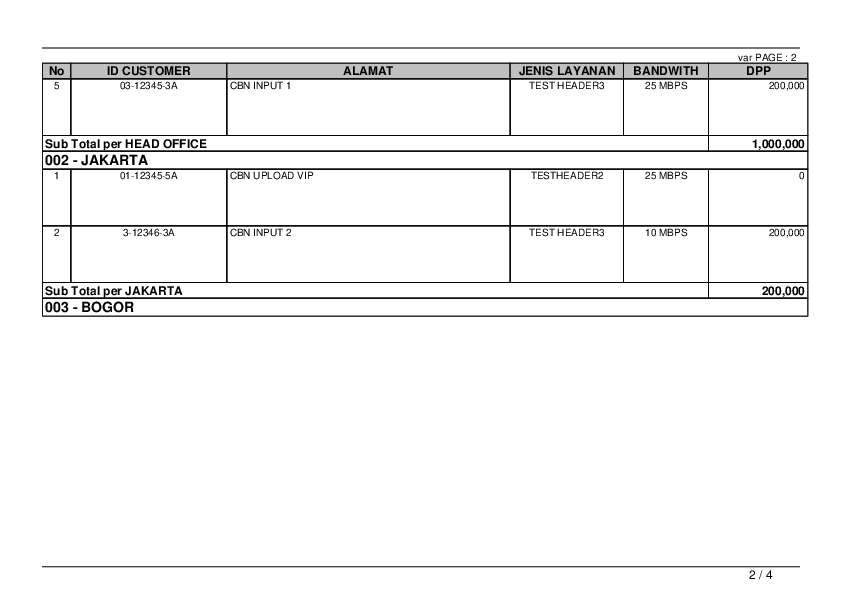 var PAGE : 2
No ID CUSTOMER ALAMAT JENIS LAYANAN BANDWITH DPP
5 03-12345-3A CBN INPUT 1 TEST HEADER3 25 MBPS 200,000
Sub Total per HEAD OFFICE 1,000,000
002 - JAKARTA
1 01-12345-5A CBN UPLOAD VIP TESTHEADER2 25 MBPS 0
2 3-12346-3A CBN INPUT 2 TEST HEADER3 10 MBPS 200,000
Sub Total per JAKARTA 200,000
003 - BOGOR
2 / 4